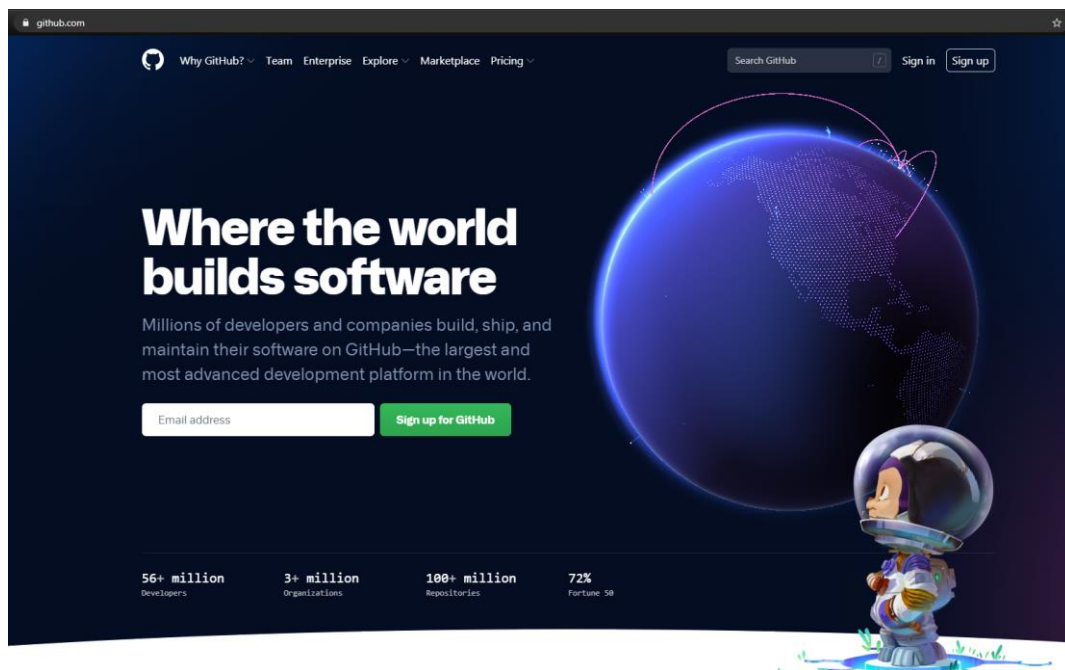 github.com
Why GitHub? Team Enterprise Explore Marketplace Pricing Search GitHub / Sign in Sign up
Where the world
builds software
Millions of developers and companies build, ship, and
maintain their software on GitHub—the largest and
most advanced development platform in the world.
Email address Sign up for GitHub
56+ million 3+ million 100+ million 72%
Developers Organizations Repositories Fortune 50